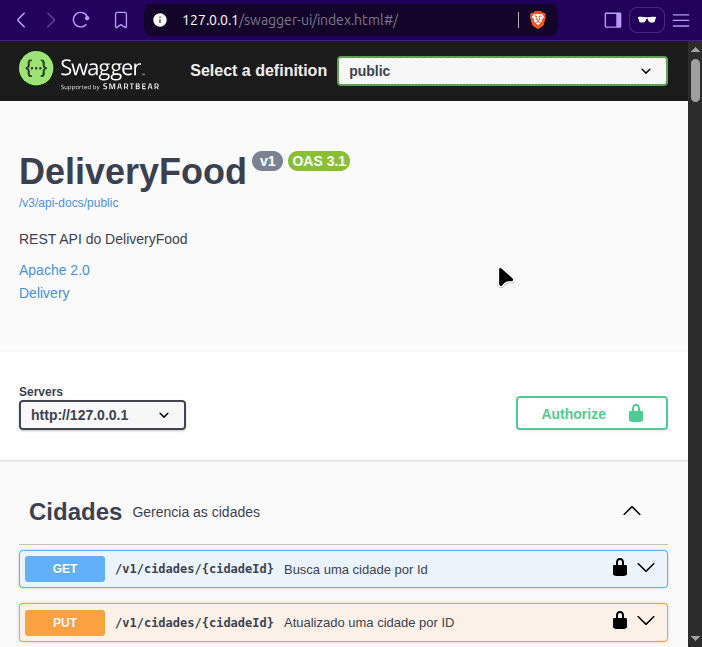 127.0.0.1/swagger-ui/index.html#/
Swagger
Supported by SMARTBEAR
Select a definition
public
DeliveryFood v1 OAS 3.1
/v3/api-docs/public
REST API do DeliveryFood
Apache 2.0
Delivery
Servers
http://127.0.0.1
Authorize
Cidades Gerencia as cidades
GET /v1/cidades/{cidadeId} Busca uma cidade por Id
PUT /v1/cidades/{cidadeId} Atualizado uma cidade por ID